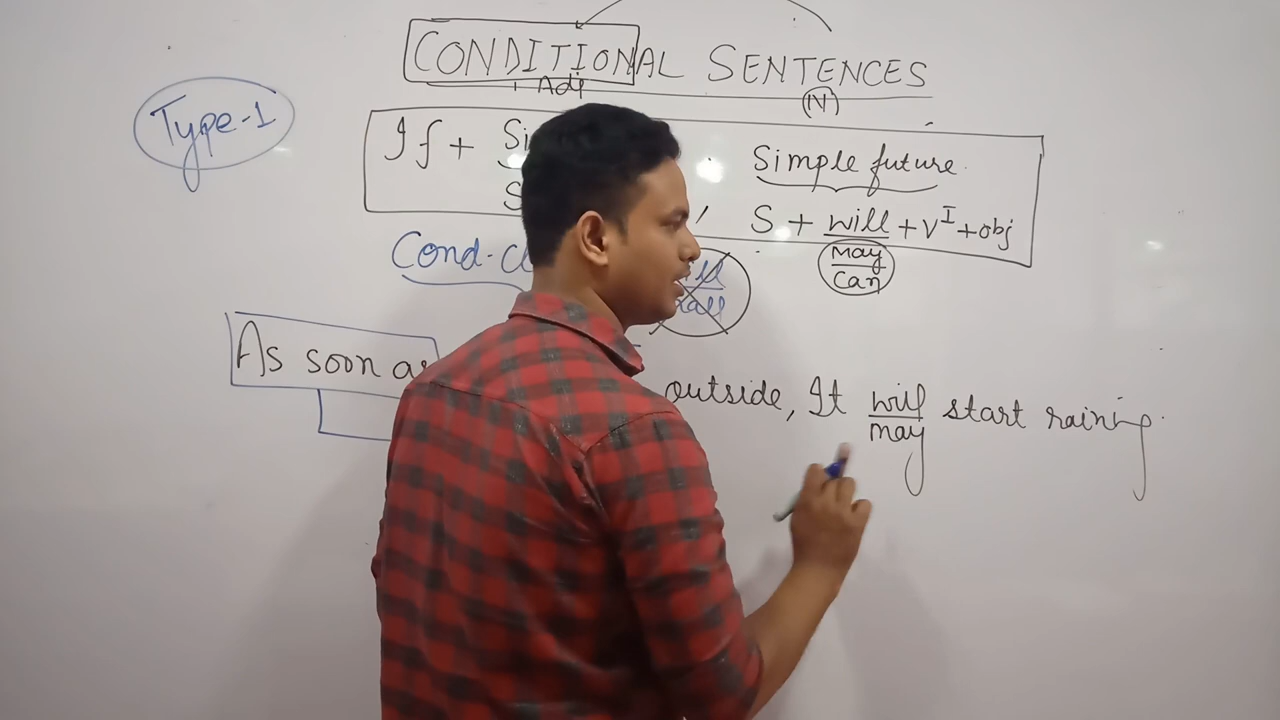 CONDITIONAL SENTENCES
Adj
(N)
Type-1
If +
Simple future.
, S + will + V^I + obj
may
can
Cond-
As soon as
outside, It will start raining.
may